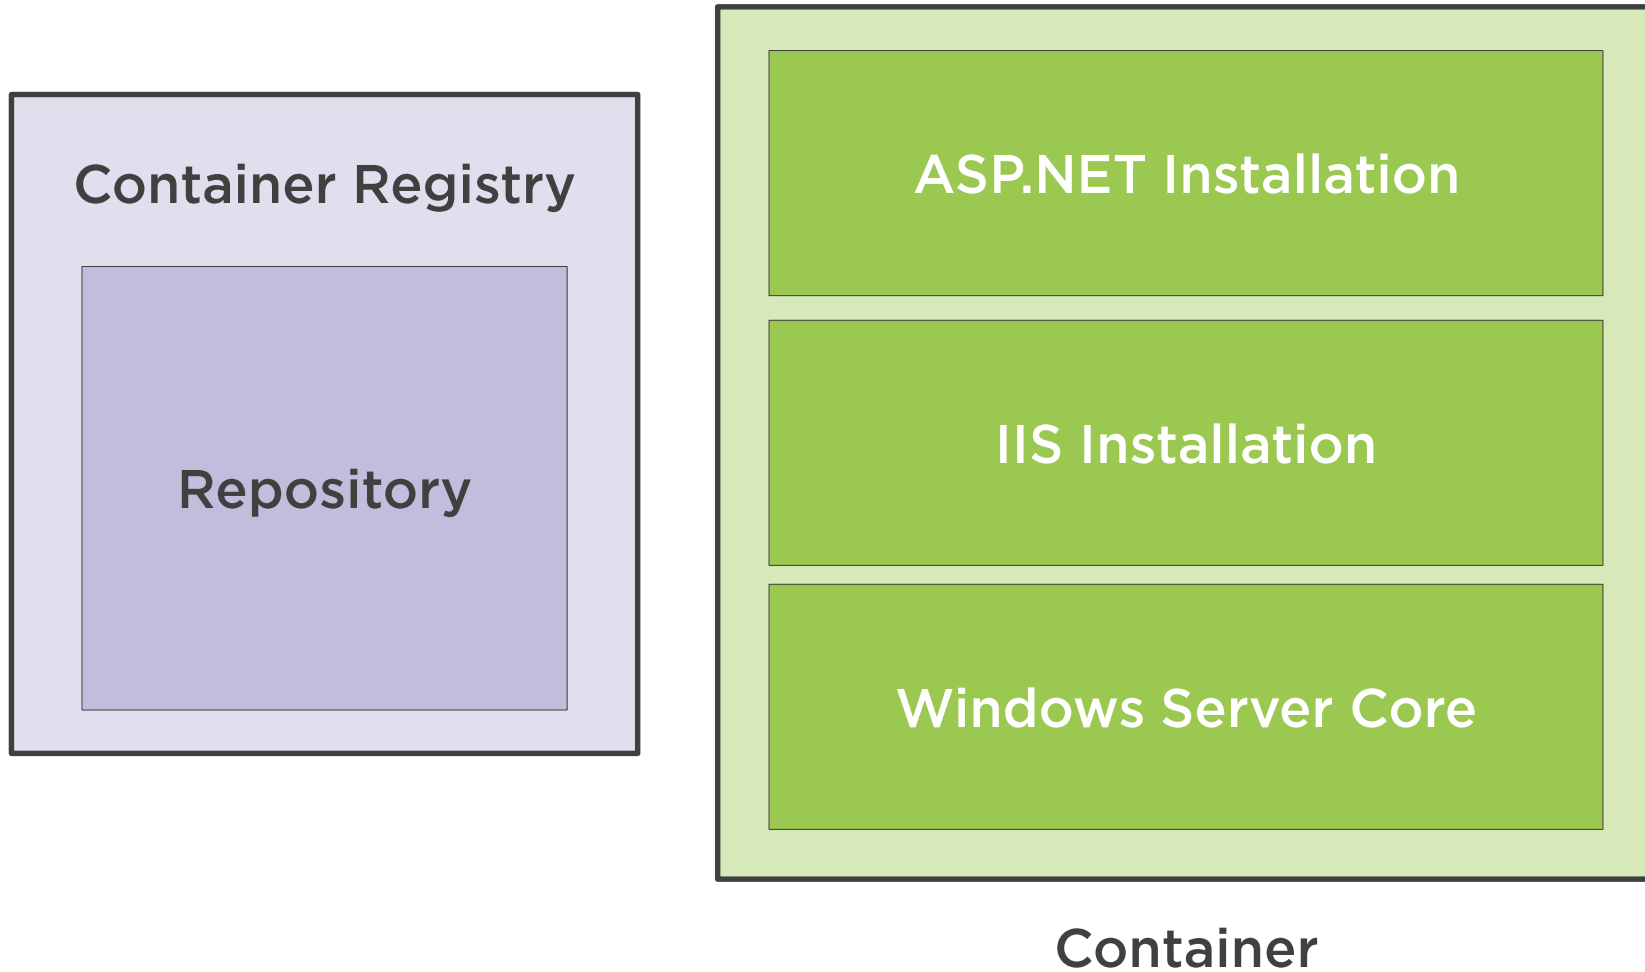 Container Registry
Repository
ASP.NET Installation
IIS Installation
Windows Server Core
Container